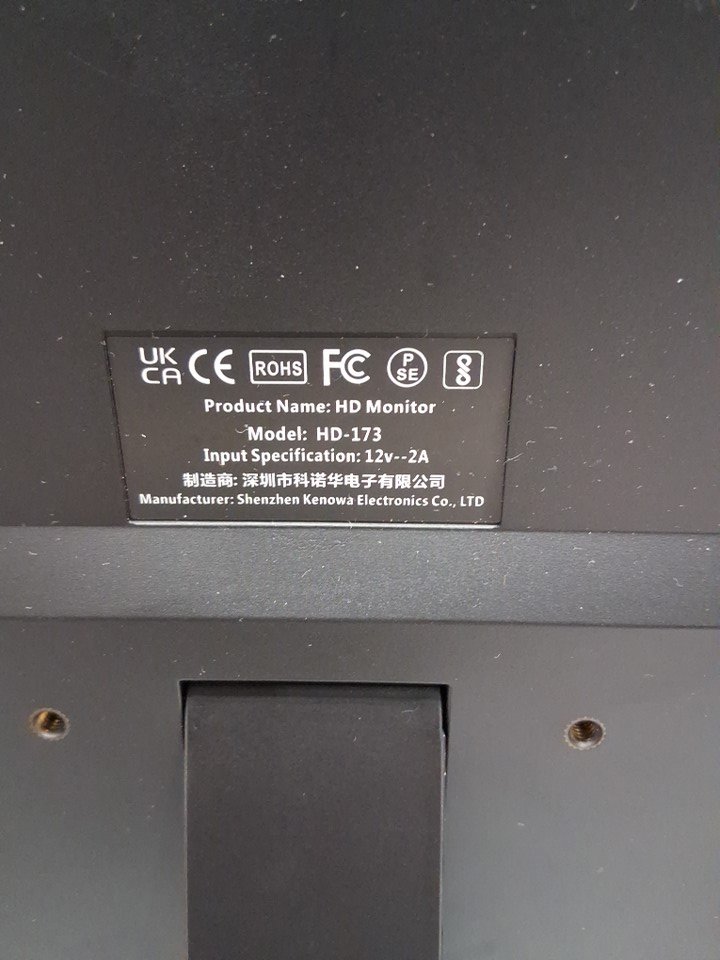 UK CA CE ROHS FC PSE
Product Name: HD Monitor
Model: HD-173
Input Specification: 12v--2A
制造商: 深圳市科诺华电子有限公司
Manufacturer: Shenzhen Kenowa Electronics Co., LTD